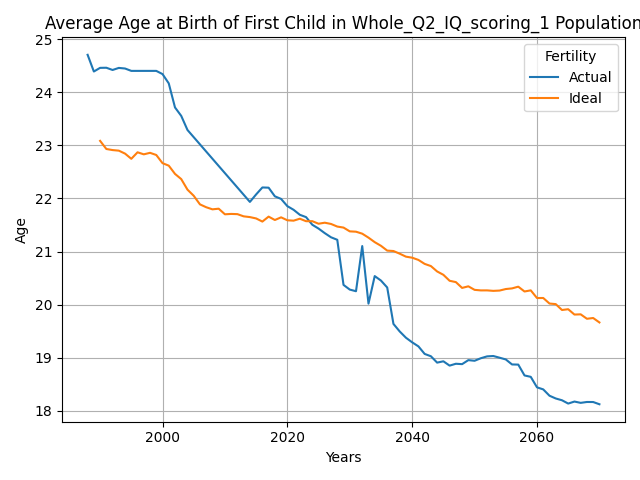 Average Age at Birth of First Child in Whole_Q2_IQ_scoring_1 Population
Fertility
Actual
Ideal
25
24
23
22
21
20
19
18
Age
2000
2020
2040
2060
Years